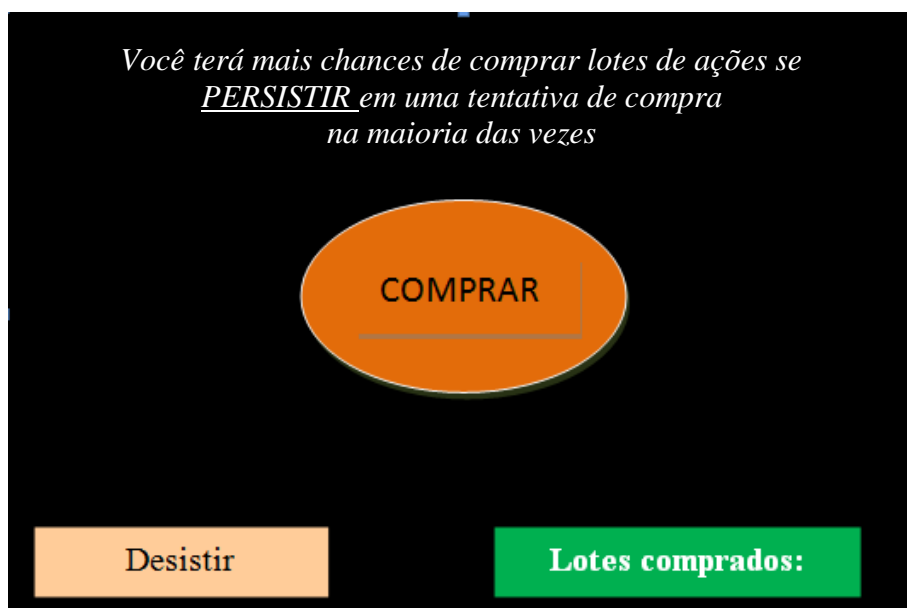 Você terá mais chances de comprar lotes de ações se
PERSISTIR em uma tentativa de compra
na maioria das vezes
COMPRAR
Desistir
Lotes comprados: